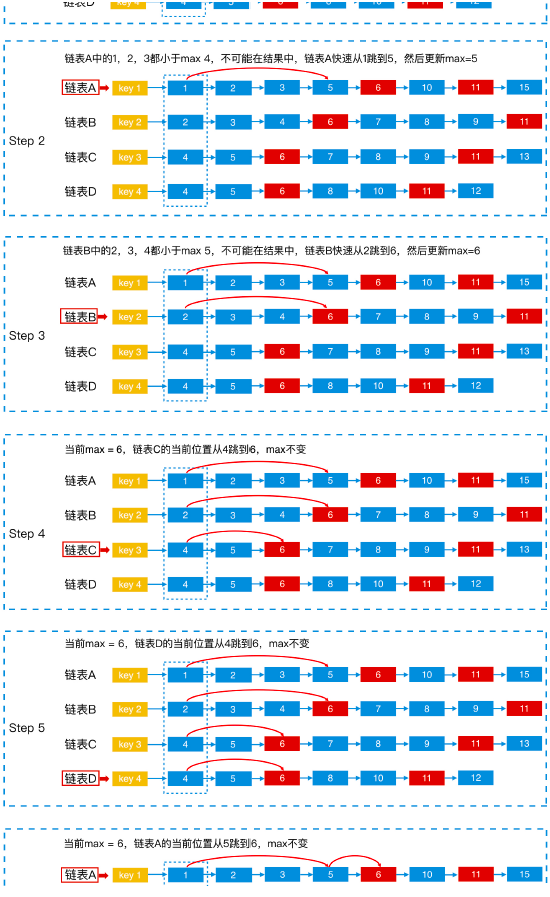 链表D 4 5 6 8 10 11 12
链表A中的1，2，3都小于max 4，不可能在结果中，链表A快速从1跳到5，然后更新max=5
链表A key 1 1 2 3 5 6 10 11 15
链表B key 2 2 3 4 6 7 8 9 11
Step 2
链表C key 3 4 5 6 7 8 9 11 13
链表D key 4 4 5 6 8 10 11 12
链表B中的2，3，4都小于max 5，不可能在结果中，链表B快速从2跳到6，然后更新max=6
链表A key 1 1 2 3 5 6 10 11 15
链表B key 2 2 3 4 6 7 8 9 11
Step 3
链表C key 3 4 5 6 7 8 9 11 13
链表D key 4 4 5 6 8 10 11 12
当前max = 6，链表C的当前位置从4跳到6，max不变
链表A key 1 1 2 3 5 6 10 11 15
链表B key 2 2 3 4 6 7 8 9 11
Step 4
链表C key 3 4 5 6 7 8 9 11 13
链表D key 4 4 5 6 8 10 11 12
当前max = 6，链表D的当前位置从4跳到6，max不变
链表A key 1 1 2 3 5 6 10 11 15
链表B key 2 2 3 4 6 7 8 9 11
Step 5
链表C key 3 4 5 6 7 8 9 11 13
链表D key 4 4 5 6 8 10 11 12
当前max = 6，链表A的当前位置从5跳到6，max不变
链表A key 1 1 2 3 5 6 10 11 15